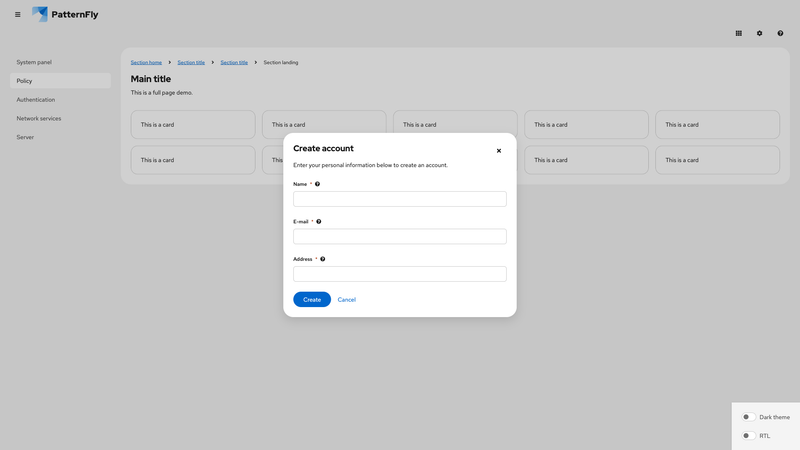 PatternFly
System panel
Policy
Authentication
Network services
Server
Section home
Section title
Section title
Section landing
Main title
This is a full page demo.
This is a card
This is a card
This is a card
This is a card
This is a card
This is a card
This
This is a card
This is a card
Create account
Enter your personal information below to create an account.
Name *
E-mail *
Address *
Create
Cancel
Dark theme
RTL